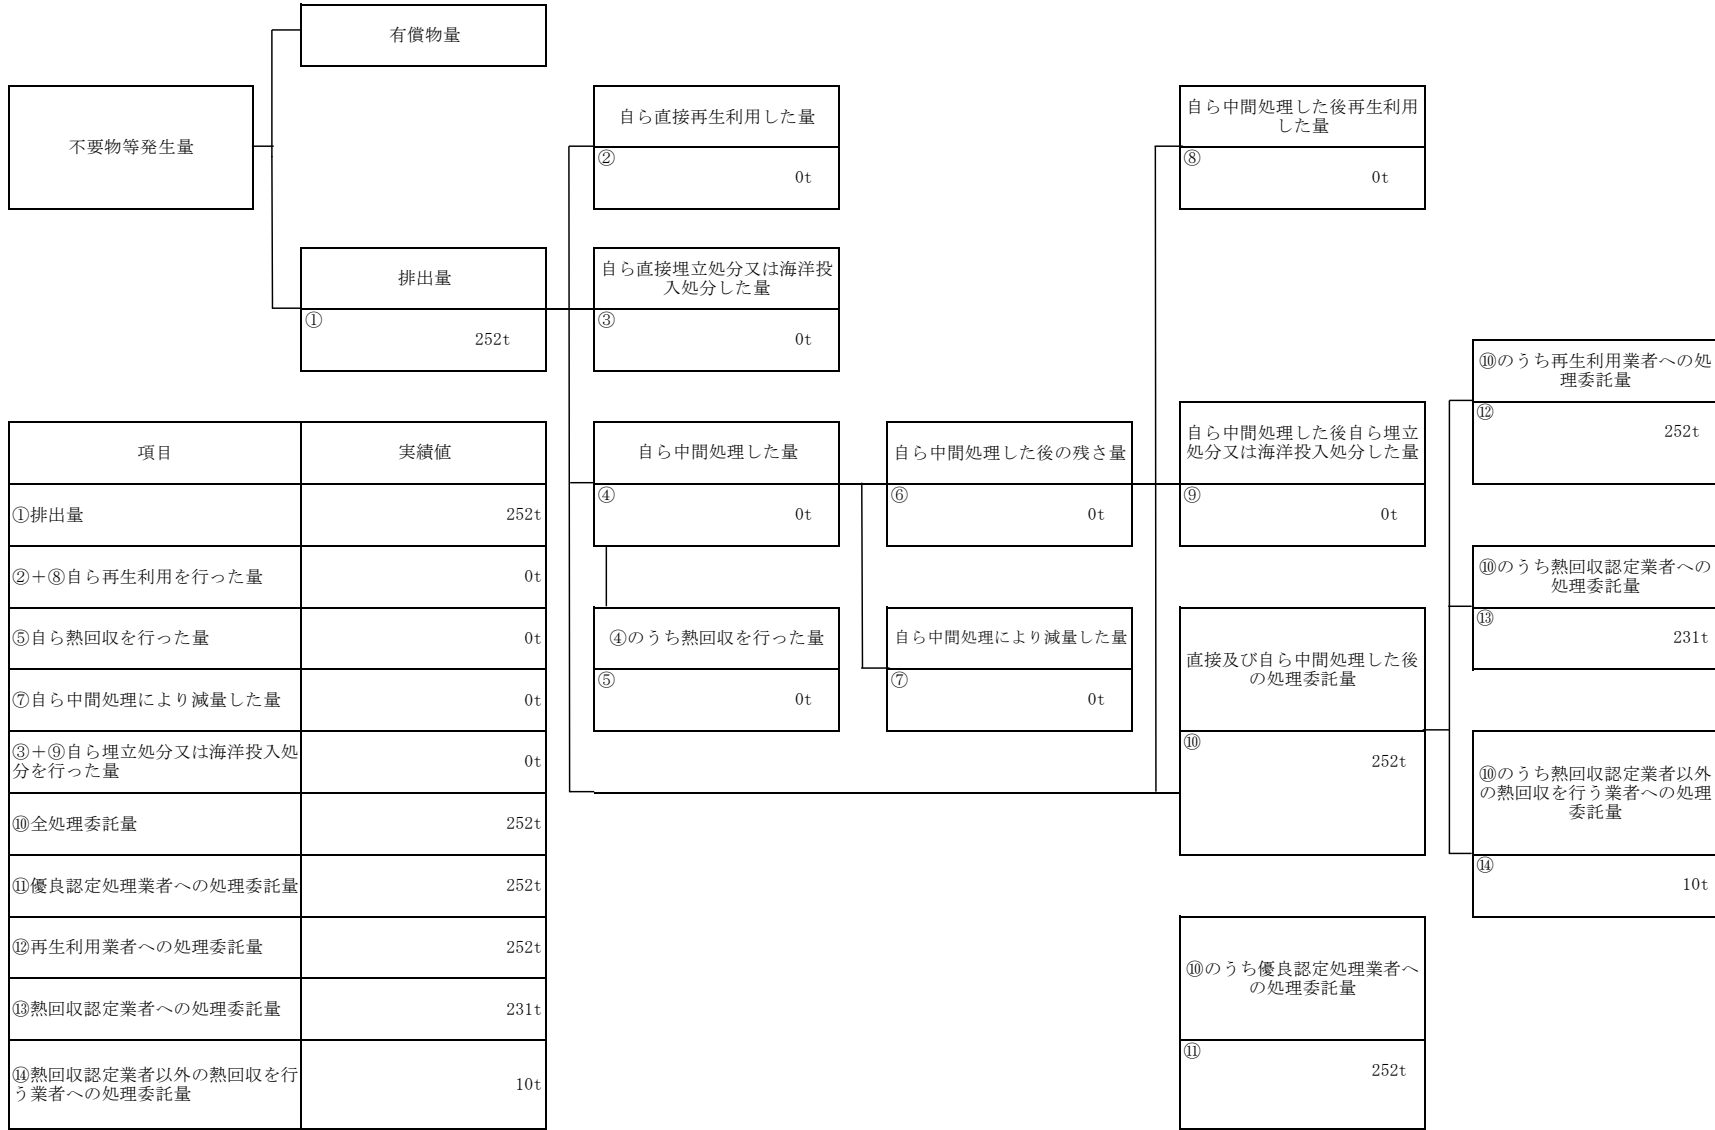 有償物量
不要物等発生量
自ら直接再生利用した量
②
0t
自ら中間処理した後再生利用
した量
⑧
0t
排出量
①
252t
自ら直接埋立処分又は海洋投
入処分した量
③
0t
項目
実績値
①排出量
252t
②＋⑧自ら再生利用を行った量
0t
⑤自ら熱回収を行った量
0t
⑦自ら中間処理により減量した量
0t
③＋⑨自ら埋立処分又は海洋投入処
分を行った量
0t
⑩全処理委託量
252t
⑪優良認定処理業者への処理委託量
252t
⑫再生利用業者への処理委託量
252t
⑬熱回収認定業者への処理委託量
231t
⑭熱回収認定業者以外の熱回収を行
う業者への処理委託量
10t
自ら中間処理した量
④
0t
④のうち熱回収を行った量
⑤
0t
自ら中間処理した後の残さ量
⑥
0t
自ら中間処理により減量した量
⑦
0t
自ら中間処理した後自ら埋立
処分又は海洋投入処分した量
⑨
0t
直接及び自ら中間処理した後
の処理委託量
⑩
252t
⑩のうち優良認定処理業者へ
の処理委託量
⑪
252t
⑩のうち再生利用業者への処
理委託量
⑫
252t
⑩のうち熱回収認定業者への
処理委託量
⑬
231t
⑩のうち熱回収認定業者以外
の熱回収を行う業者への処理
委託量
⑭
10t